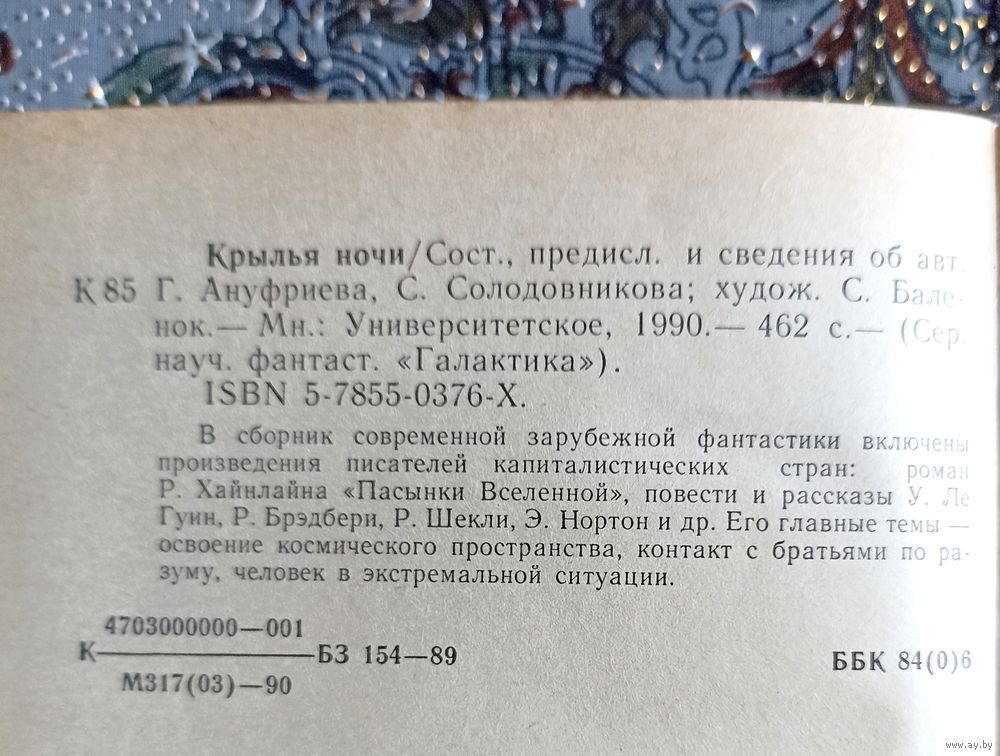 Крылья ночи/Сост., предисл. и сведения об авт.
К 85 Г. Ануфриева, С. Солодовникова; худож. С. Бале-
нок.— Мн.: Университетское, 1990.— 462 с.— (Сер.
науч. фантаст. «Галактика»).
ISBN 5-7855-0376-X.
В сборник современной зарубежной фантастики включены
произведения писателей капиталистических стран: роман
Р. Хайнлайна «Пасынки Вселенной», повести и рассказы У. Ле
Гуин, Р. Брэдбери, Р. Шекли, Э. Нортон и др. Его главные темы —
освоение космического пространства, контакт с братьями по ра-
зуму, человек в экстремальной ситуации.
4703000000—001
К БЗ 154—89
М317(03)—90
ББК 84(0)6
www.ay.by